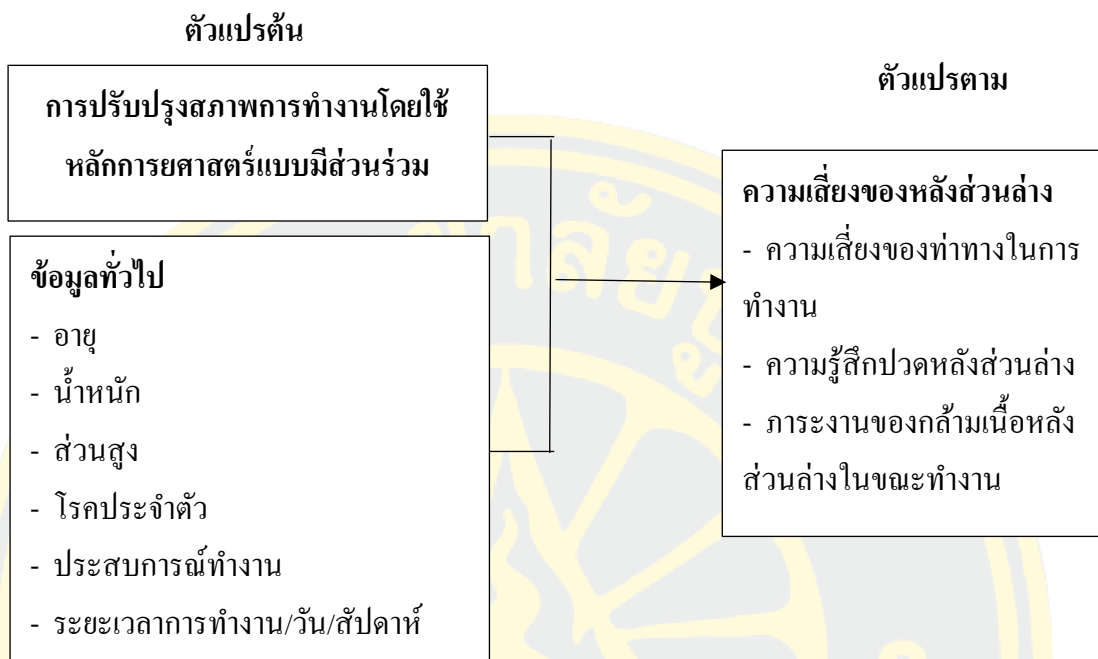 ตัวแปรต้น
การปรับปรุงสภาพการทำงานโดยใช้
หลักการยศาสตร์แบบมีส่วนร่วม
ข้อมูลทั่วไป
- อายุ
- น้ำหนัก
- ส่วนสูง
- โรคประจำตัว
- ประสบการณ์ทำงาน
- ระยะเวลาการทำงาน/วัน/สัปดาห์
ตัวแปรตาม
ความเสี่ยงของหลังส่วนล่าง
- ความเสี่ยงของท่าทางในการ
ทำงาน
- ความรู้สึกปวดหลังส่วนล่าง
- ภาระงานของกล้ามเนื้อหลัง
ส่วนล่างในขณะทำงาน